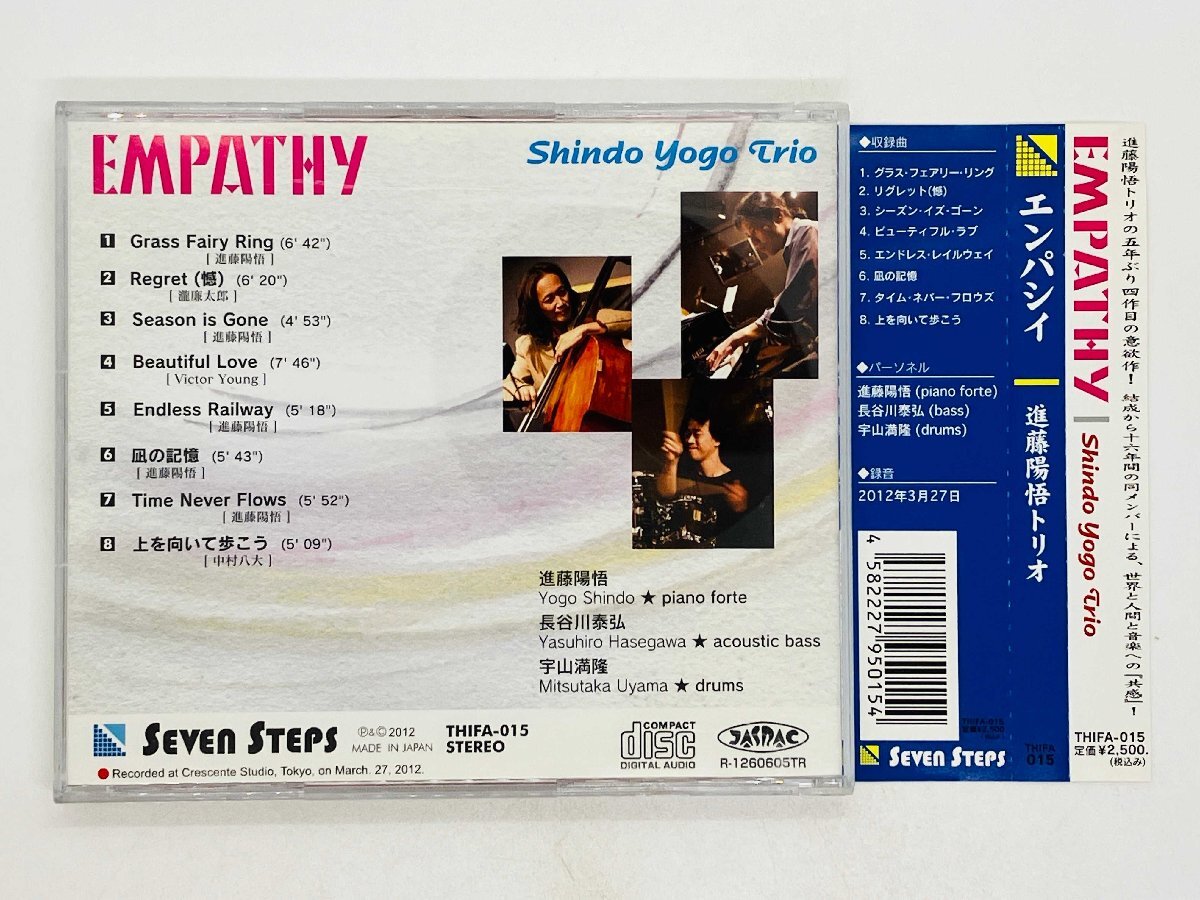 EMPATHY
Shindo Yogo Trio
1 Grass Fairy Ring (6' 42")
[ 進藤陽悟 ]
2 Regret (憾) (6' 20")
[ 瀧廉太郎 ]
3 Season is Gone (4' 53")
[ 進藤陽悟 ]
4 Beautiful Love (7' 46")
[ Victor Young ]
5 Endless Railway (5' 18")
[ 進藤陽悟 ]
6 凪の記憶 (5' 43")
[ 進藤陽悟 ]
7 Time Never Flows (5' 52")
[ 進藤陽悟 ]
8 上を向いて歩こう (5' 09")
[ 中村八大 ]
進藤陽悟
Yogo Shindo ★ piano forte
長谷川泰弘
Yasuhiro Hasegawa ★ acoustic bass
宇山満隆
Mitsutaka Uyama ★ drums
SEVEN STEPS
℗&© 2012
MADE IN JAPAN
THIFA-015
STEREO
COMPACT
disc
DIGITAL AUDIO
JASRAC
R-1260605TR
Recorded at Crescente Studio, Tokyo, on March. 27, 2012.
◆収録曲
1. グラス・フェアリー・リング
2. リグレット(憾)
3. シーズン・イズ・ゴーン
4. ビューティフル・ラブ
5. エンドレス・レイルウェイ
6. 凪の記憶
7. タイム・ネバー・フロウズ
8. 上を向いて歩こう
◆パーソネル
進藤陽悟 (piano forte)
長谷川泰弘 (bass)
宇山満隆 (drums)
◆録音
2012年3月27日
4 582227 950154
THIFA-015
定価¥2,500
SEVEN STEPS
エンパシィ
進藤陽悟トリオ
THIFA
015
EMPATHY
Shindo Yogo Trio
進藤陽悟トリオの五年ぶり四作目の意欲作! 結成から十六年間の同メンバーによる、世界と人間と音楽への「共感」!
THIFA-015
定価¥2,500.
(税込み)